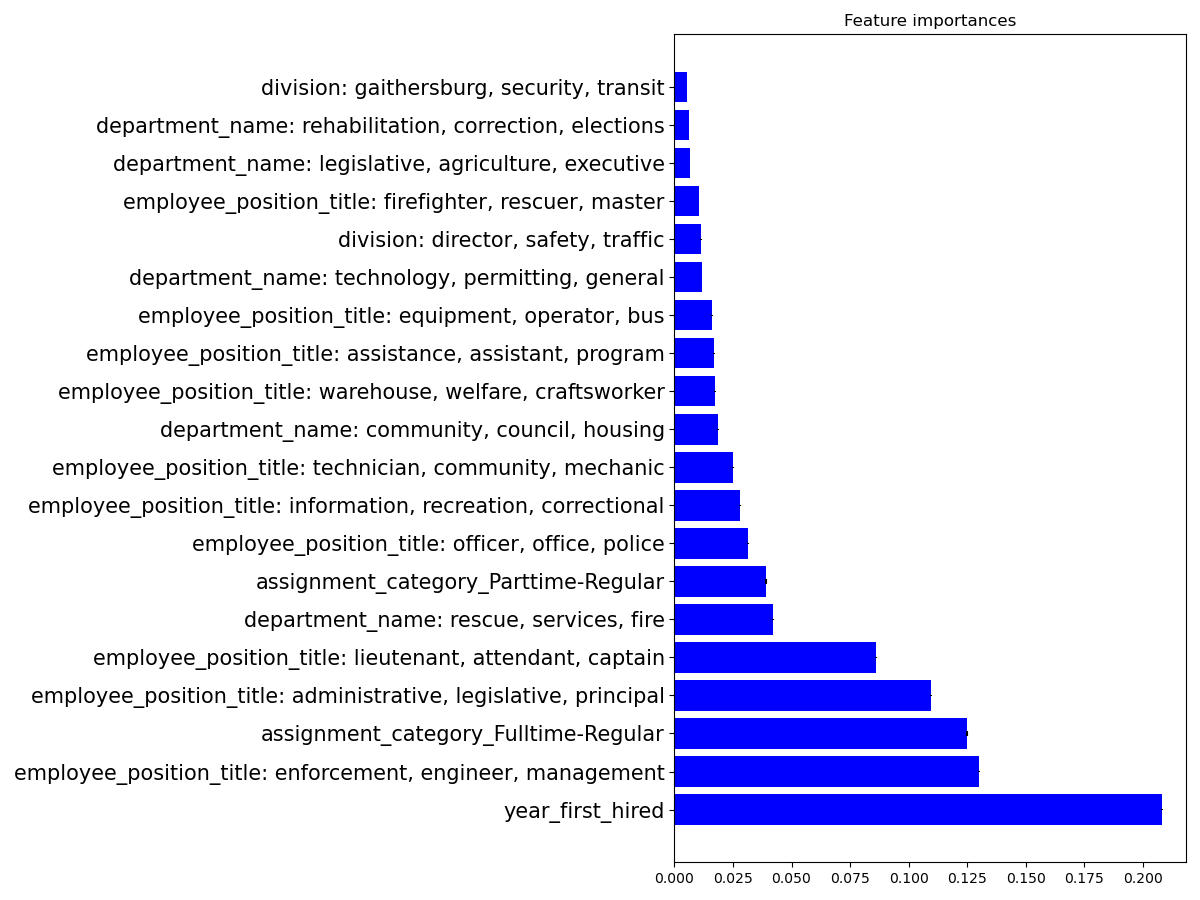 Feature importances
division: gaithersburg, security, transit
department_name: rehabilitation, correction, elections
department_name: legislative, agriculture, executive
employee_position_title: firefighter, rescuer, master
division: director, safety, traffic
department_name: technology, permitting, general
employee_position_title: equipment, operator, bus
employee_position_title: assistance, assistant, program
employee_position_title: warehouse, welfare, craftsworker
department_name: community, council, housing
employee_position_title: technician, community, mechanic
employee_position_title: information, recreation, correctional
employee_position_title: officer, office, police
assignment_category_Parttime-Regular
department_name: rescue, services, fire
employee_position_title: lieutenant, attendant, captain
employee_position_title: administrative, legislative, principal
assignment_category_Fulltime-Regular
employee_position_title: enforcement, engineer, management
year_first_hired
0.000 0.025 0.050 0.075 0.100 0.125 0.150 0.175 0.200